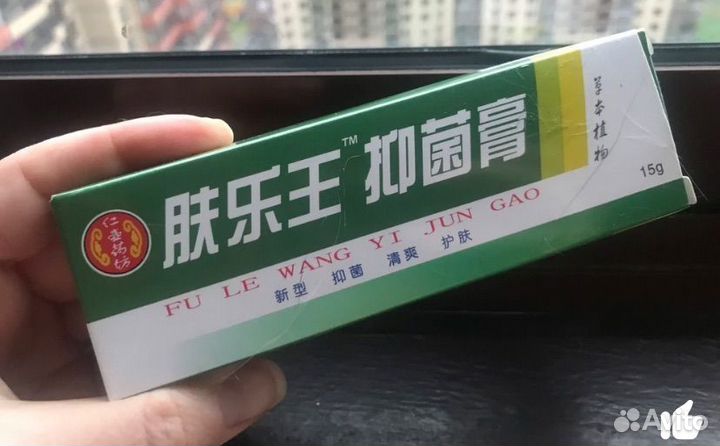 肤乐王™ 抑菌膏
FU LE WANG YI JUN GAO
新型 抑菌 清爽 护肤
草本植物
15g
Avito